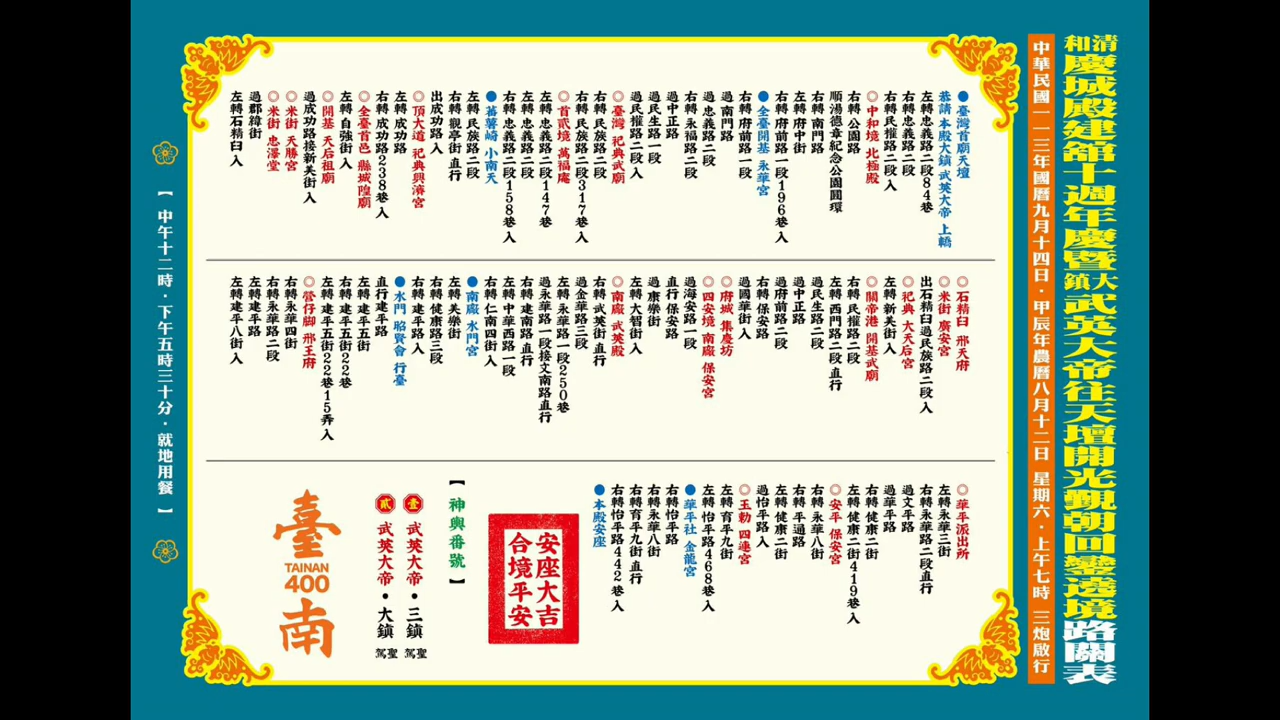 清和慶城殿建館十週年慶暨大鎮武英大帝往天壇開光覲朝回鑾遶境路關表
中華民國一一三年國曆九月十四日・甲辰年農曆八月十二日 星期六・上午七時 三炮啟行
●臺灣首廟天壇
恭請 本殿大鎮 武英大帝 上轎
左轉忠義路二段84巷
右轉忠義路二段
右轉民權路二段入
◎中和境 北極殿
右轉公園路
順湯德章紀念公園圓環
右轉南門路
左轉府中街
右轉府前路一段196巷入
●全臺開基 永華宮
右轉府前路一段
過南門路
過忠義路二段
過中正路
右轉永福路二段
過民生路一段
過民權路二段入
◎臺灣 祀典武廟
右轉民族路二段
右轉民族路二段317巷入
◎首貳境 萬福庵
左轉忠義路二段147巷
右轉忠義路二段158巷入
●蕃薯崎 小南天
左轉民族路二段
右轉觀亭街 直行
出成功路
◎頂大道 祀典興濟宮
左轉成功路
右轉成功路238巷入
◎全臺首邑 縣城隍廟
左轉自強街入
◎開基 天后祖廟
過成功路接新美街入
◎米街 天勝宮
◎米街 忠澤堂
過郡緯街
左轉石精臼入
◎石精臼 邢天府
◎米街 廣安宮
出石精臼過民族路二段入
◎祀典 大天后宮
左轉新美街入
◎關帝港 開基武廟
右轉民權路二段
左轉西門路二段直行
過民生路二段
過中正路
過府前路二段
右轉保安路
過國華街入
◎府城 集慶坊
◎四安境 南廠 保安宮
過海安路一段
直行保安路
過康樂街
左轉大智街入
◎南廠 武英殿
右轉武英街直行
過金華路三段
左轉永華路一段250巷
過永華路一段接文南路直行
右轉建南路直行
左轉中華西路一段
右轉仁南四街入
●南廠 水門宮
左轉美樂街
右轉健康路三段
右轉建平路入
●水門 駱賢會 行臺
直行建平路
左轉建平五街
右轉建平五街22巷
左轉建平五街22巷15弄入
◎營仔腳 邢王府
右轉永華四街
右轉永華路二段
左轉建平路
左轉建平八街入
◎華平派出所
左轉永華三街
右轉永華路二段直行
過文平路
過華平路
右轉健康二街
左轉健康二街419巷入
◎安平 保安宮
右轉永華八街
右轉平通路
左轉健康二街
過怡平路入
◎玉勅 四連宮
左轉育平九街
左轉怡平路468巷入
●華平社 金龍宮
右轉怡平路
右轉永華八街
右轉育平九街直行
右轉怡平路442巷入
●本殿安座
安座大吉
合境平安
【神輿番號】
壹 武英大帝・三鎮 聖駕
貳 武英大帝・大鎮 聖駕
臺
TAINAN
400
南
【中午十二時・下午五時三十分・就地用餐】